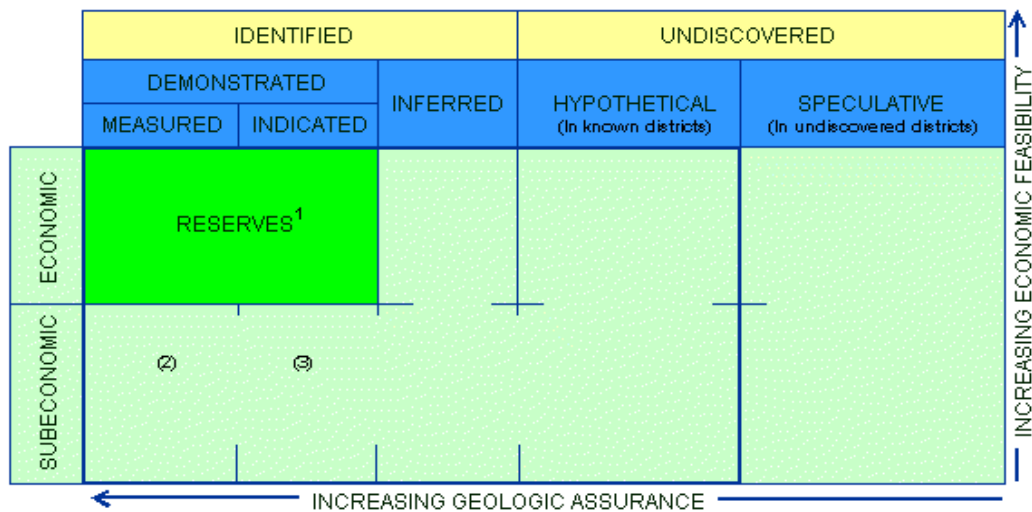 IDENTIFIED
UNDISCOVERED
DEMONSTRATED
INFERRED
HYPOTHETICAL
(In known districts)
SPECULATIVE
(In undiscovered districts)
MEASURED
INDICATED
ECONOMIC
RESERVES¹
SUBECONOMIC
(2)
(3)
INCREASING ECONOMIC FEASIBILITY
INCREASING GEOLOGIC ASSURANCE